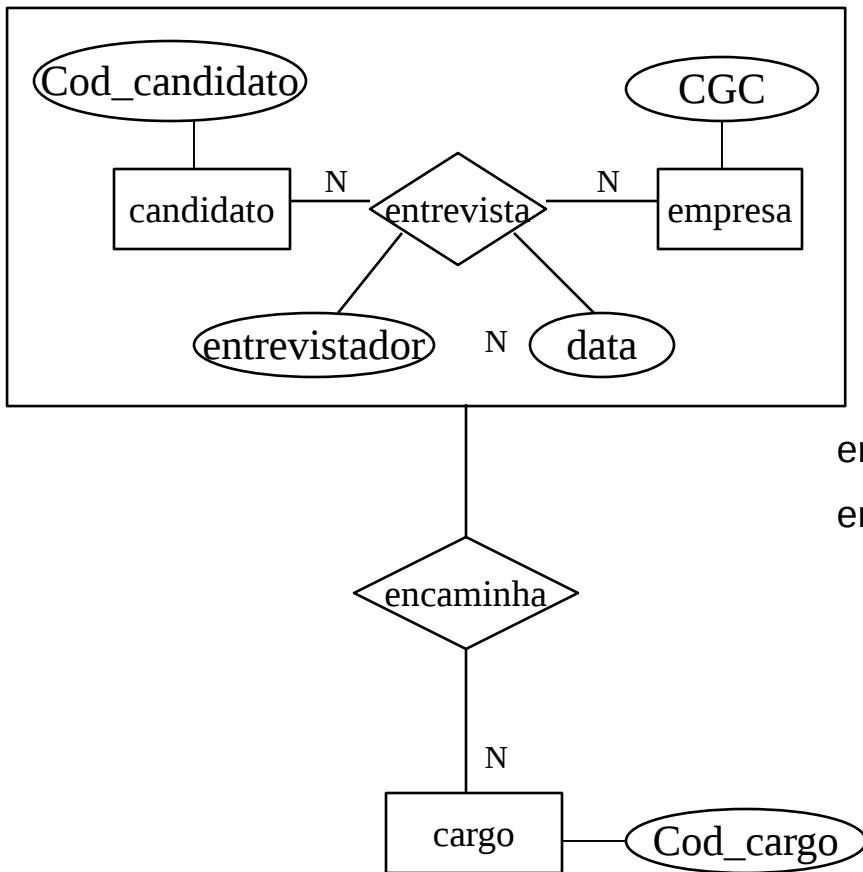 Cod_candidato
CGC
N
N
candidato
entrevista
empresa
entrevistador
N
data
encaminha
N
cargo
Cod_cargo